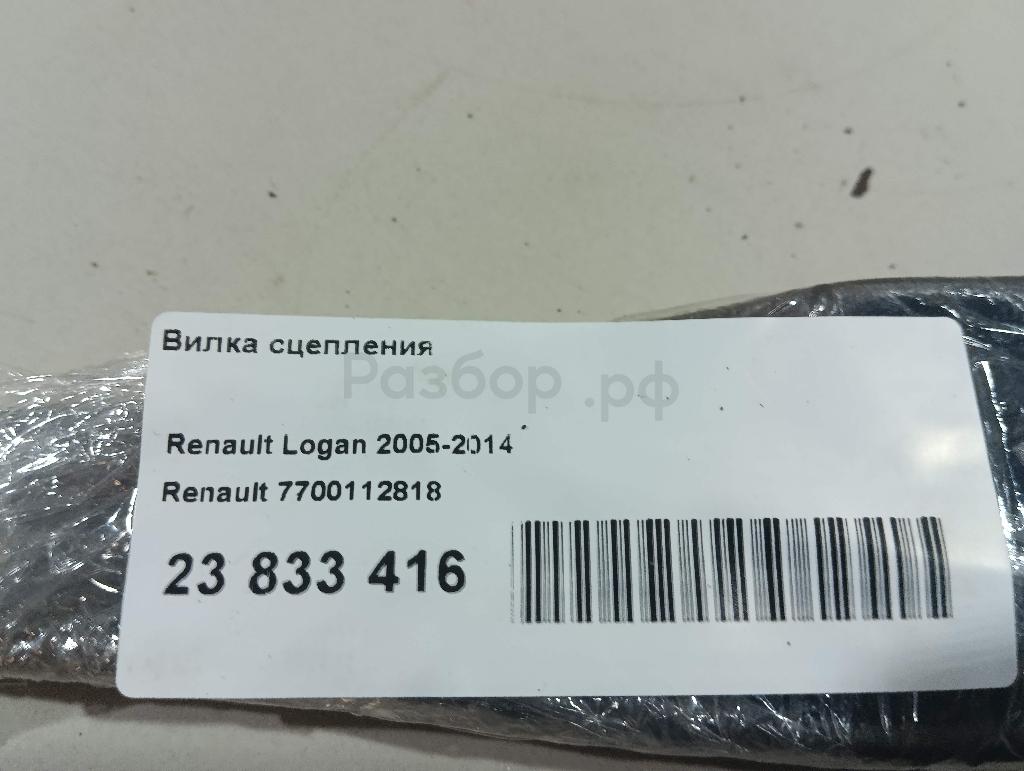 Вилка сцепления
Разбор.рф
Renault Logan 2005-2014
Renault 7700112818
23 833 416